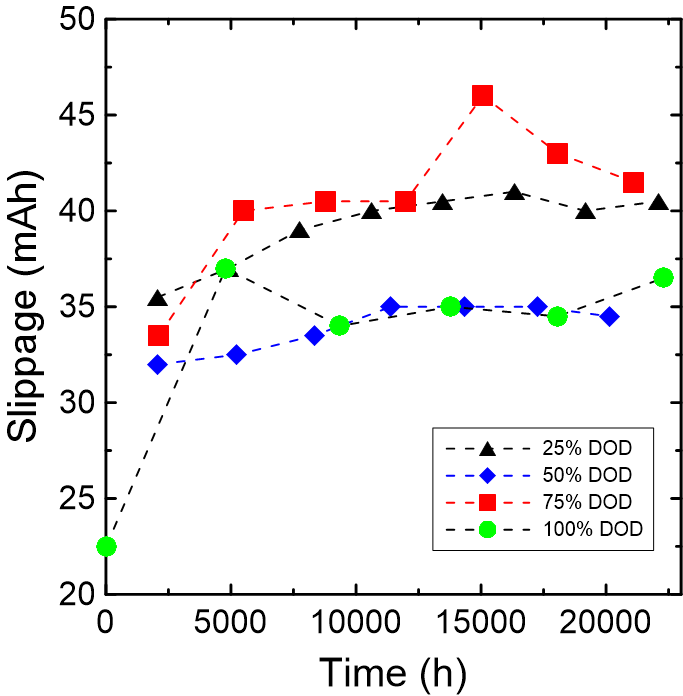 50
45
40
35
30
25
20
Slippage (mAh)
25% DOD
50% DOD
75% DOD
100% DOD
0 5000 10000 15000 20000
Time (h)